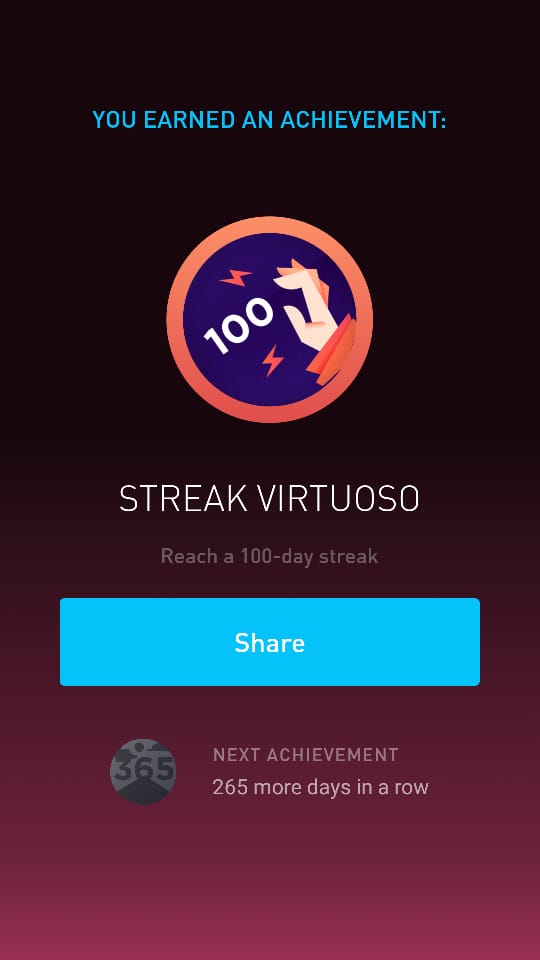 YOU EARNED AN ACHIEVEMENT:
100
STREAK VIRTUOSO
Reach a 100-day streak
Share
365
NEXT ACHIEVEMENT
265 more days in a row